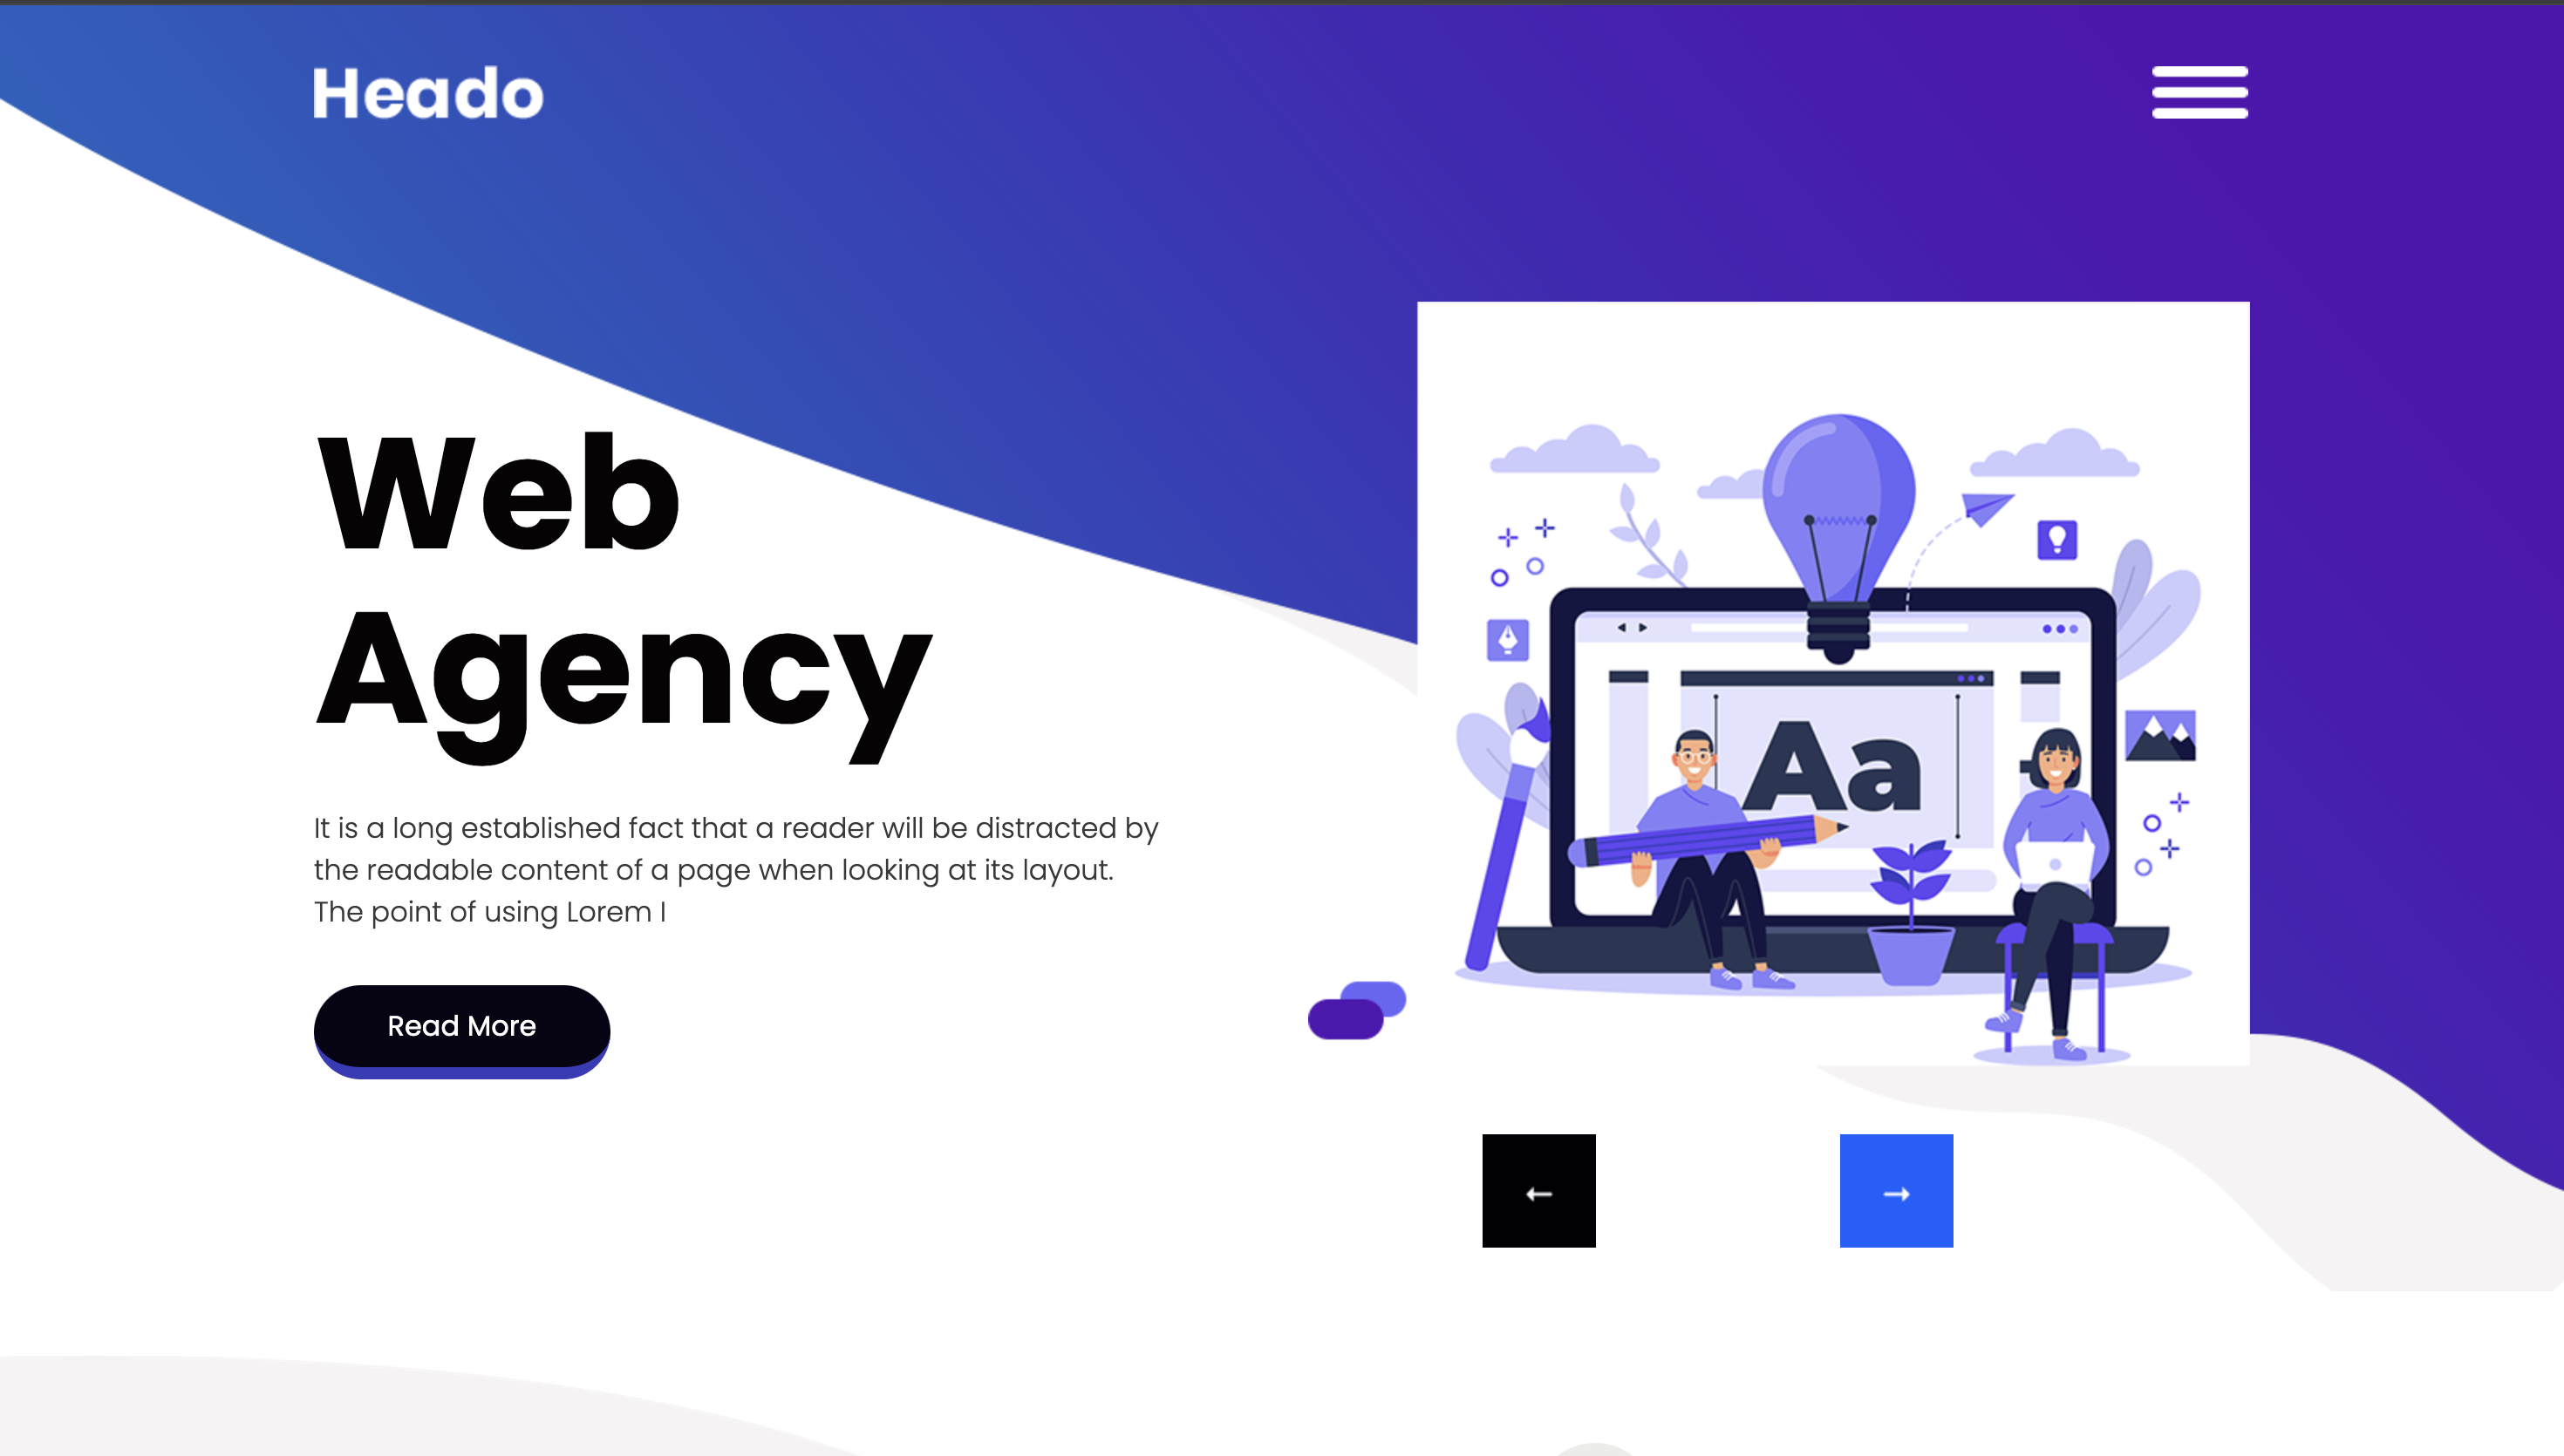 Heado
Web
Agency
It is a long established fact that a reader will be distracted by
the readable content of a page when looking at its layout.
The point of using Lorem I
Read More
Aa